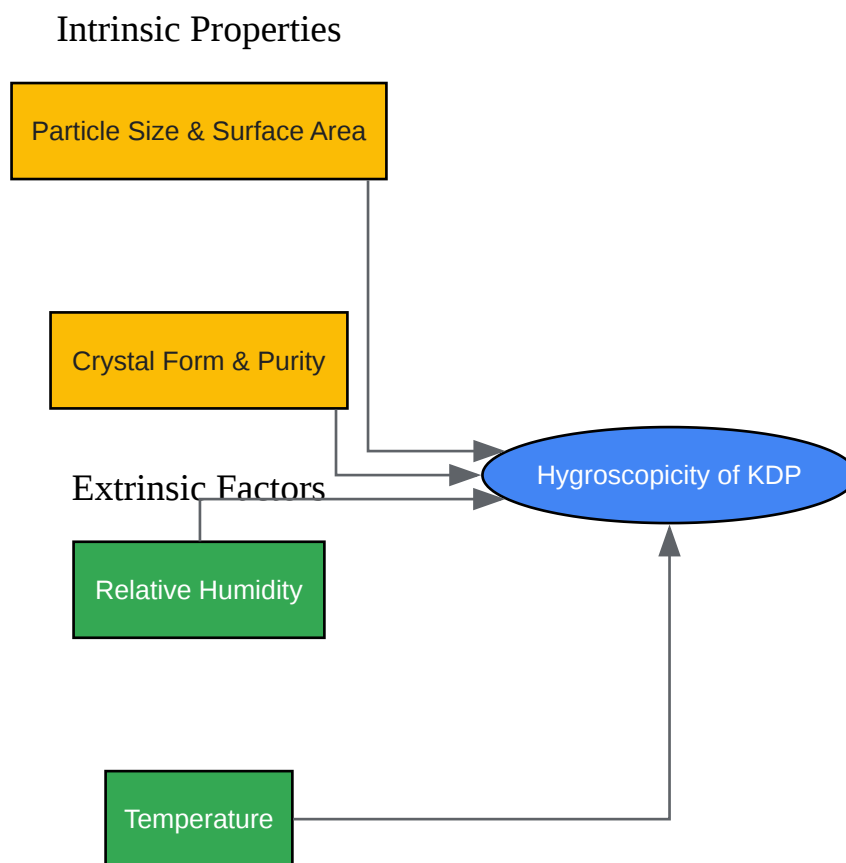 Intrinsic Properties
Particle Size & Surface Area
Crystal Form & Purity
Hygroscopicity of KDP
Extrinsic Factors
Relative Humidity
Temperature